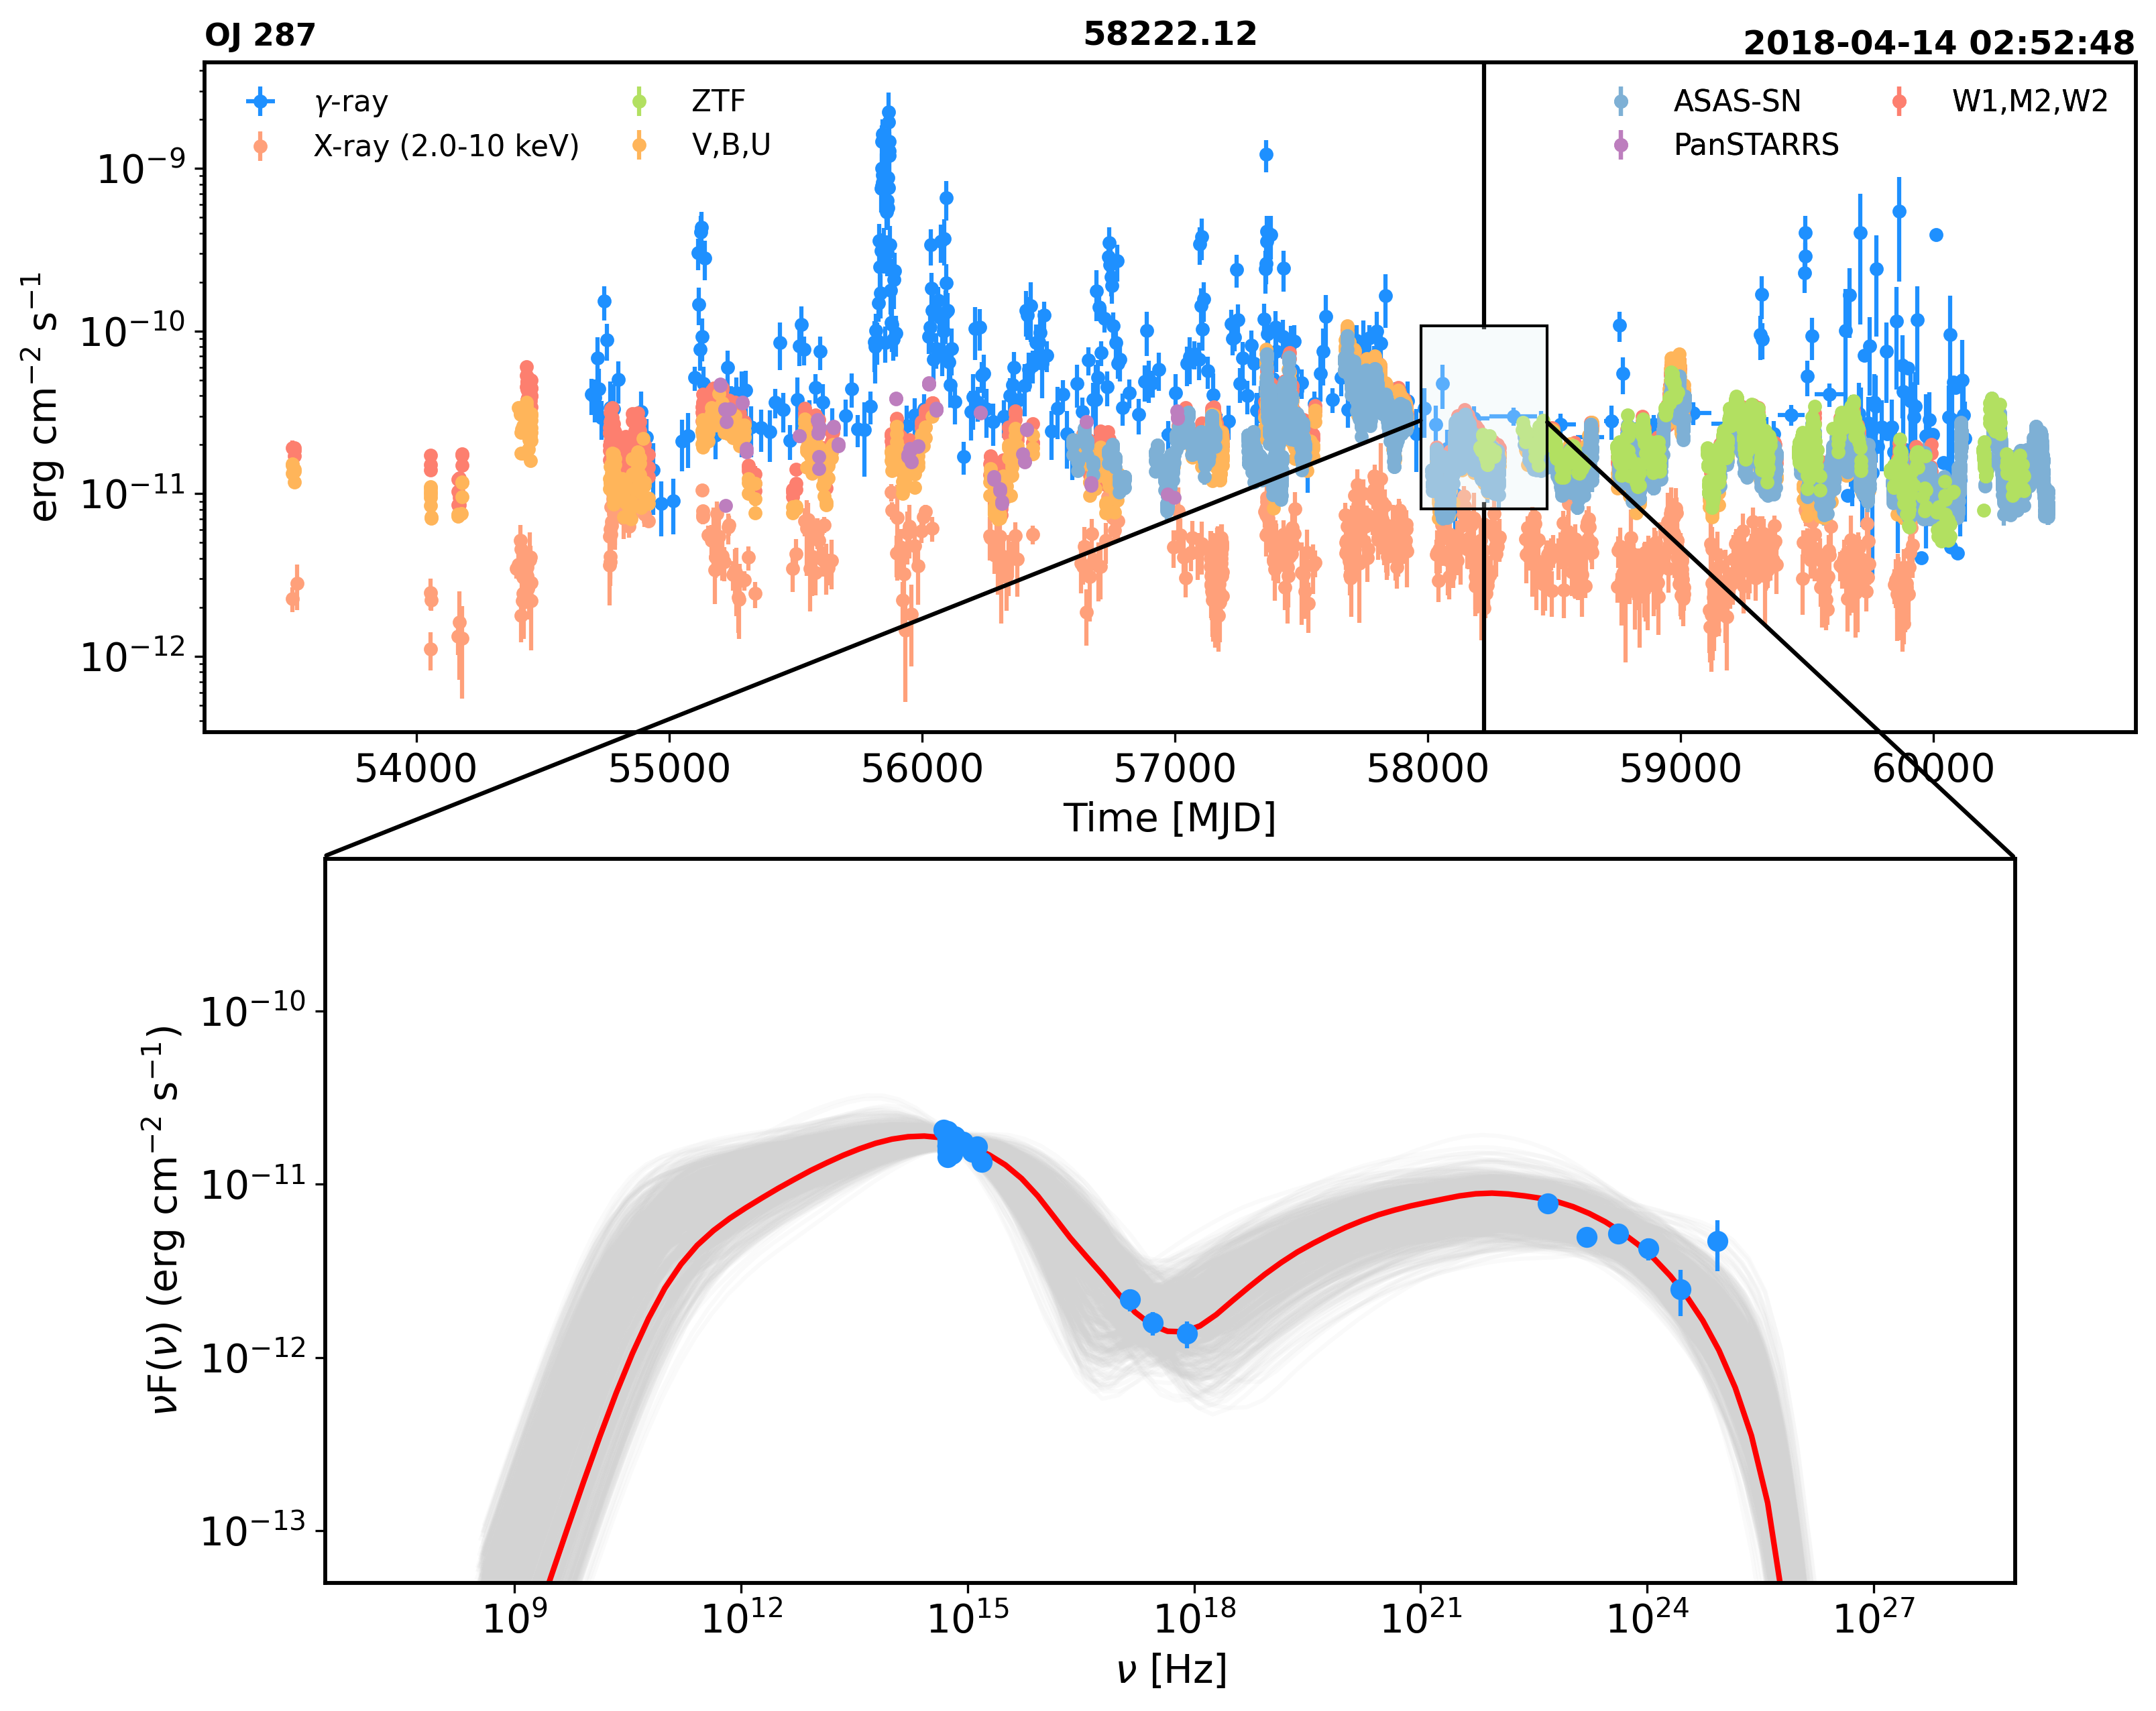 OJ 287 58222.12 2018-04-14 02:52:48
γ-ray ZTF ASAS-SN W1,M2,W2
X-ray (2.0-10 keV) V,B,U PanSTARRS
10⁻⁹
10⁻¹⁰
10⁻¹¹
10⁻¹²
erg cm⁻² s⁻¹
54000 55000 56000 57000 58000 59000 60000
Time [MJD]
10⁻¹⁰
10⁻¹¹
10⁻¹²
10⁻¹³
νF(ν) (erg cm⁻² s⁻¹)
10⁹ 10¹² 10¹⁵ 10¹⁸ 10²¹ 10²⁴ 10²⁷
ν [Hz]